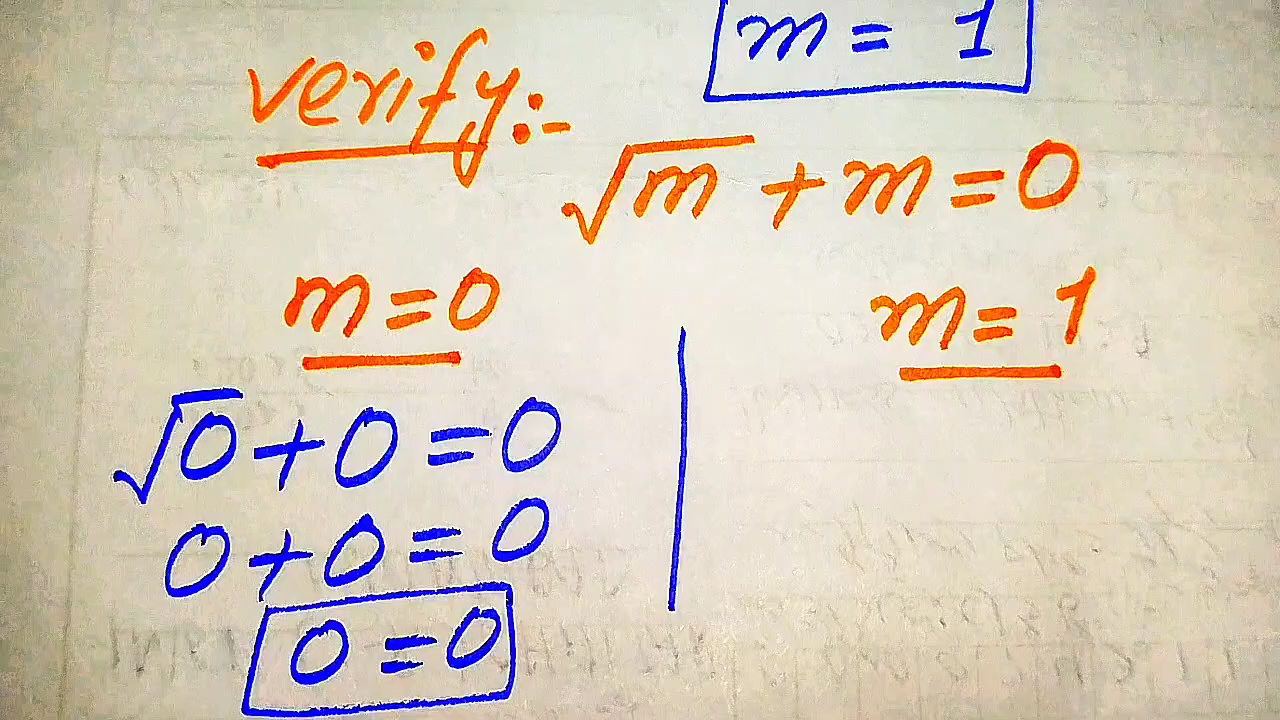 m = 1
verify:-
√m + m = 0
m = 0
√0 + 0 = 0
0 + 0 = 0
0 = 0
m = 1